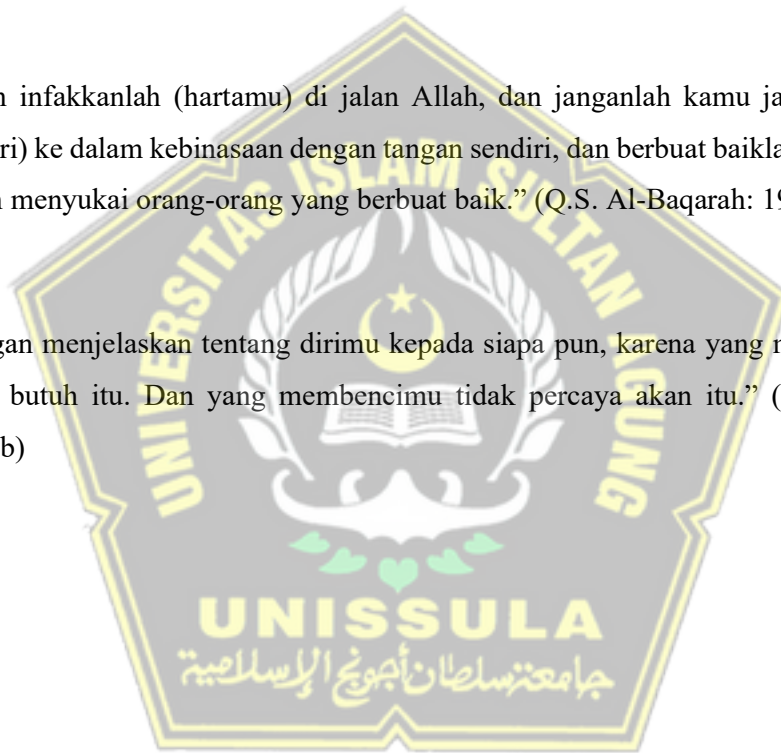 n infakkanlah (hartamu) di jalan Allah, dan janganlah kamu ja
ri) ke dalam kebinasaan dengan tangan sendiri, dan berbuat baikla
n menyukai orang-orang yang berbuat baik.” (Q.S. Al-Baqarah: 19
gan menjelaskan tentang dirimu kepada siapa pun, karena yang m
butuh itu. Dan yang membencimu tidak percaya akan itu.” (
b)
UNIVERSITAS ISLAM SULTAN AGUNG
UNISSULA
جامعة سلطان أجونج الإسلامية